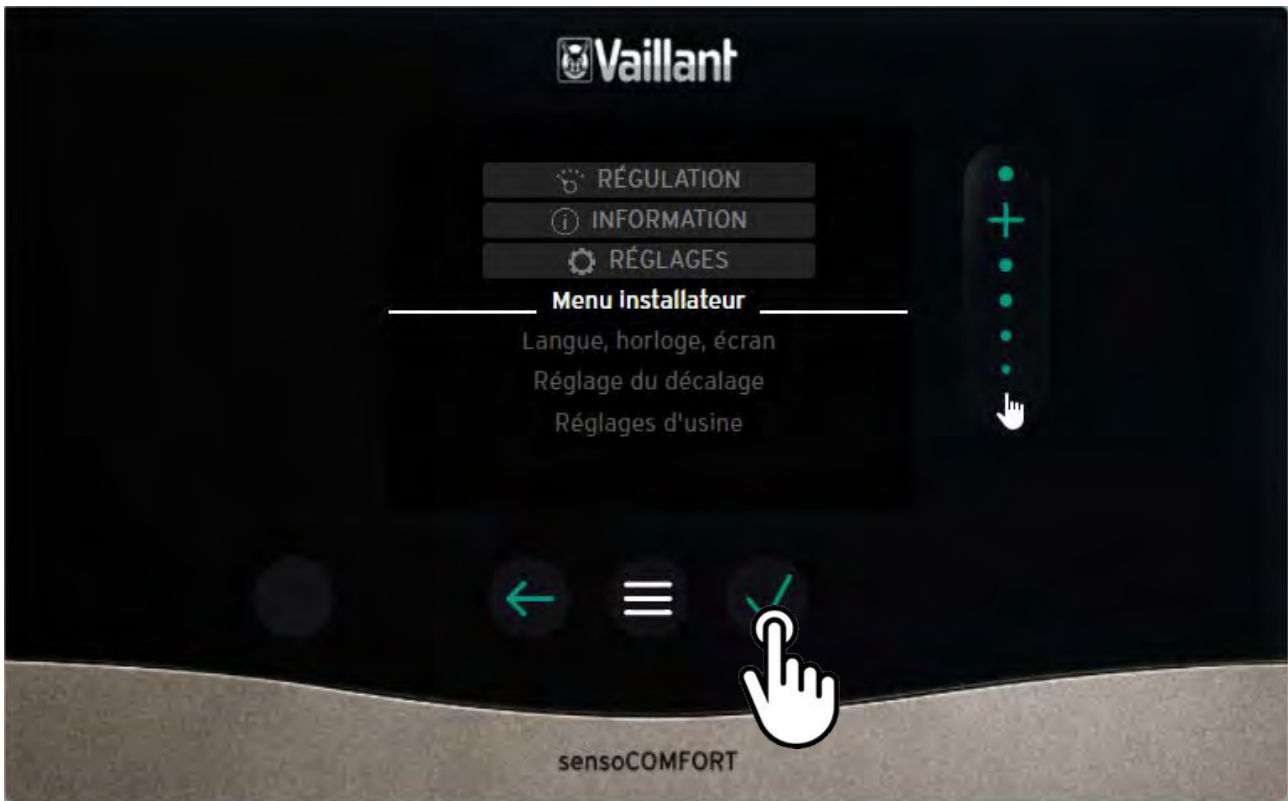 Vaillant
RÉGULATION
INFORMATION
RÉGLAGES
Menu installateur
Langue, horloge, écran
Réglage du décalage
Réglages d'usine
sensoCOMFORT